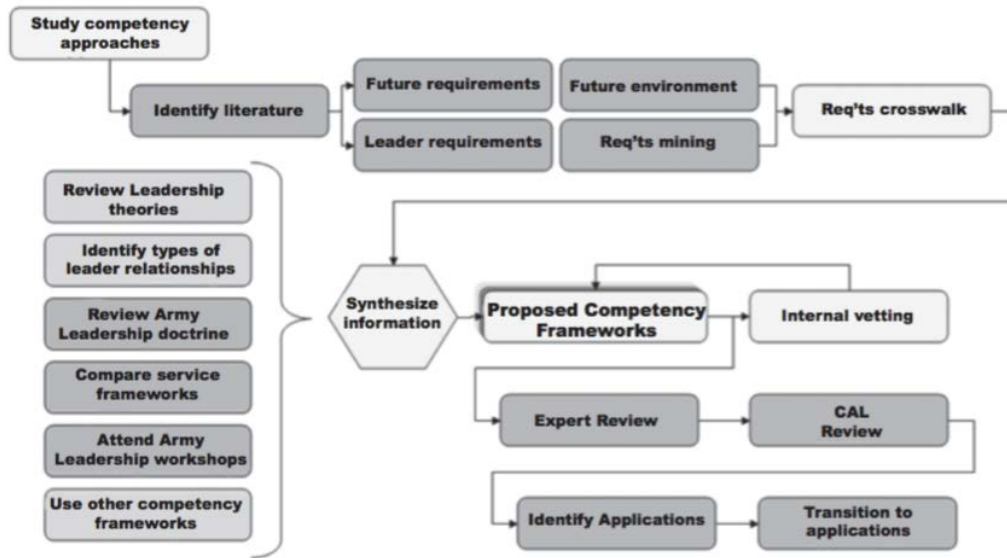 Study competency
approaches
Identify literature
Future requirements
Future environment
Leader requirements
Req'ts mining
Req'ts crosswalk
Review Leadership
theories
Identify types of
leader relationships
Review Army
Leadership doctrine
Compare service
frameworks
Attend Army
Leadership workshops
Use other competency
frameworks
Synthesize
information
Proposed Competency
Frameworks
Internal vetting
Expert Review
CAL
Review
Identify Applications
Transition to
applications